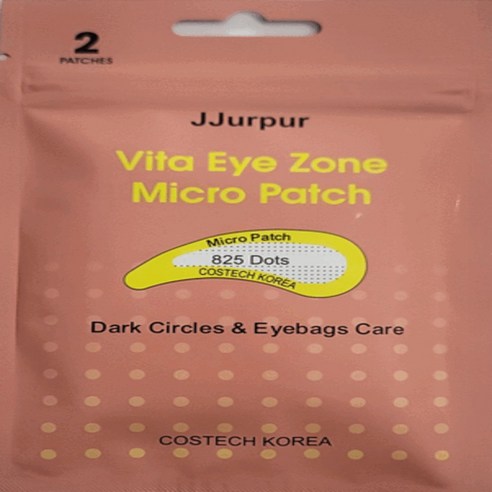 2
PATCHES
JJurpur
Vita Eye Zone
Micro Patch
Micro Patch
825 Dots
COSTECH KOREA
Dark Circles & Eyebags Care
COSTECH KOREA